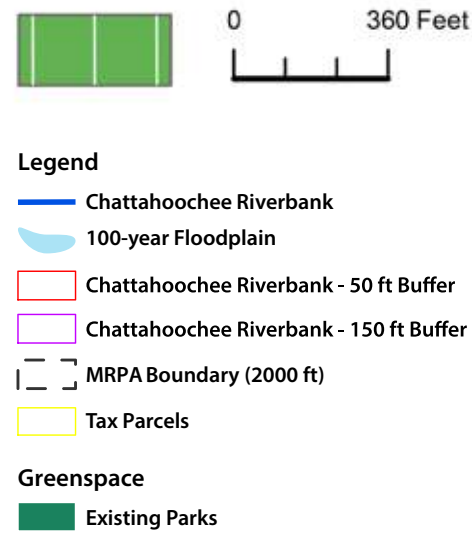 0 360 Feet
Legend
Chattahoochee Riverbank
100-year Floodplain
Chattahoochee Riverbank - 50 ft Buffer
Chattahoochee Riverbank - 150 ft Buffer
MRPA Boundary (2000 ft)
Tax Parcels
Greenspace
Existing Parks